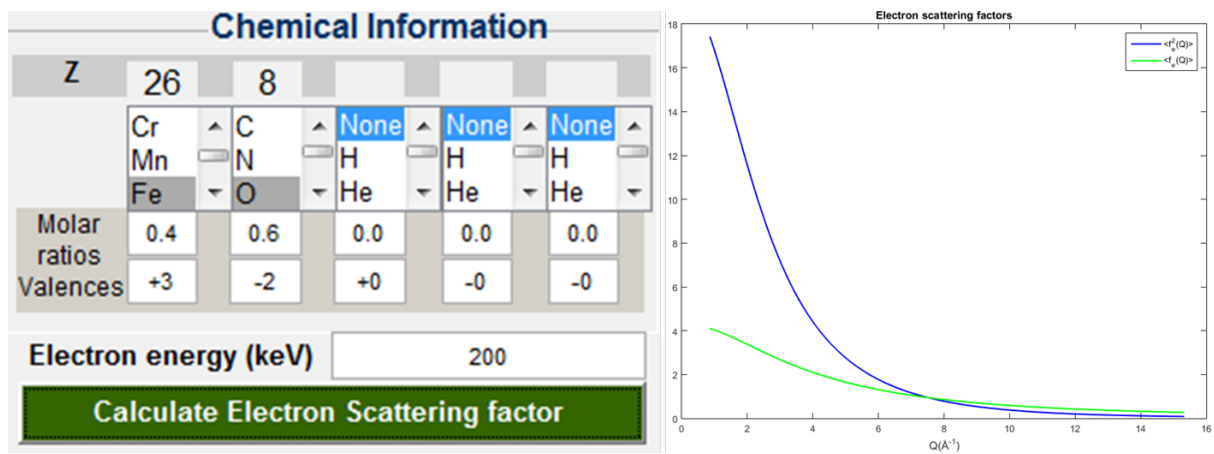 Chemical Information
Z 26 8
Cr C None None None
Mn N H H H
Fe O He He He
Molar ratios 0.4 0.6 0.0 0.0 0.0
Valences +3 -2 +0 -0 -0
Electron energy (keV) 200
Calculate Electron Scattering factor
Electron scattering factors
<f²ₑ(Q)>
<fₑ(Q)>
18
16
14
12
10
8
6
4
2
0
0 2 4 6 8 10 12 14 16
Q(Å⁻¹)